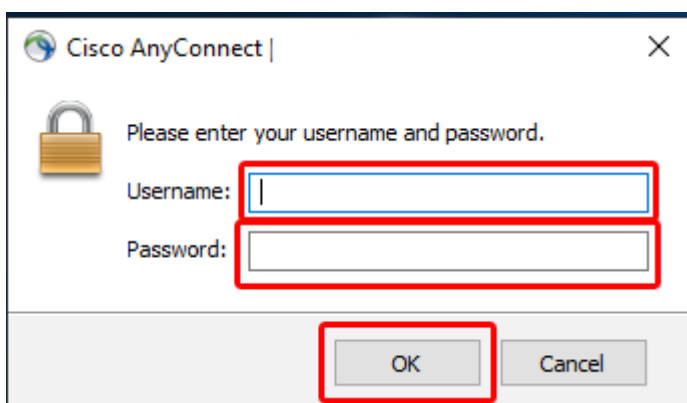 Cisco AnyConnect |
Please enter your username and password.
Username:
Password:
OK
Cancel